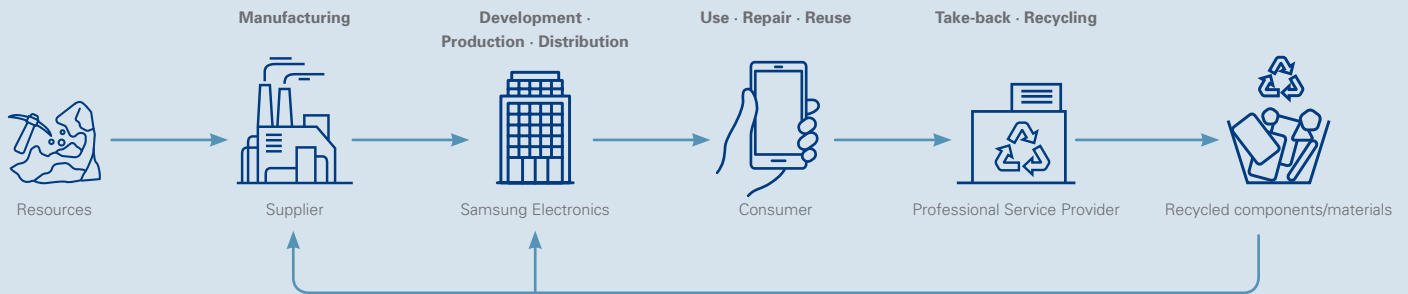 Manufacturing
Development ·
Production · Distribution
Use · Repair · Reuse
Take-back · Recycling
Resources
Supplier
Samsung Electronics
Consumer
Professional Service Provider
Recycled components/materials